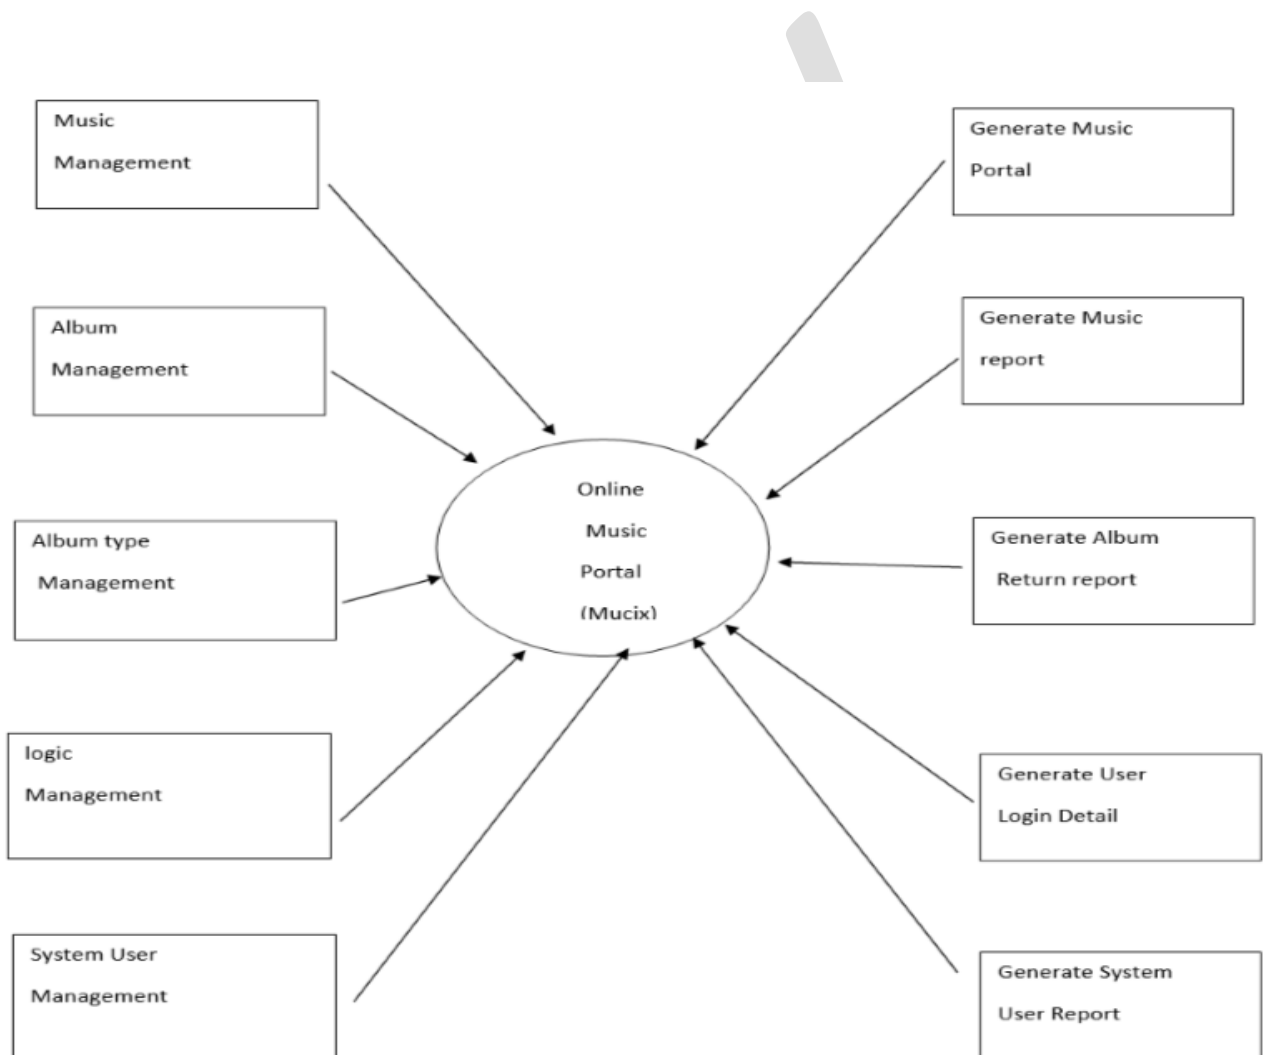 Music
Management
Album
Management
Album type
Management
logic
Management
System User
Management
Online
Music
Portal
(Mucix)
Generate Music
Portal
Generate Music
report
Generate Album
Return report
Generate User
Login Detail
Generate System
User Report